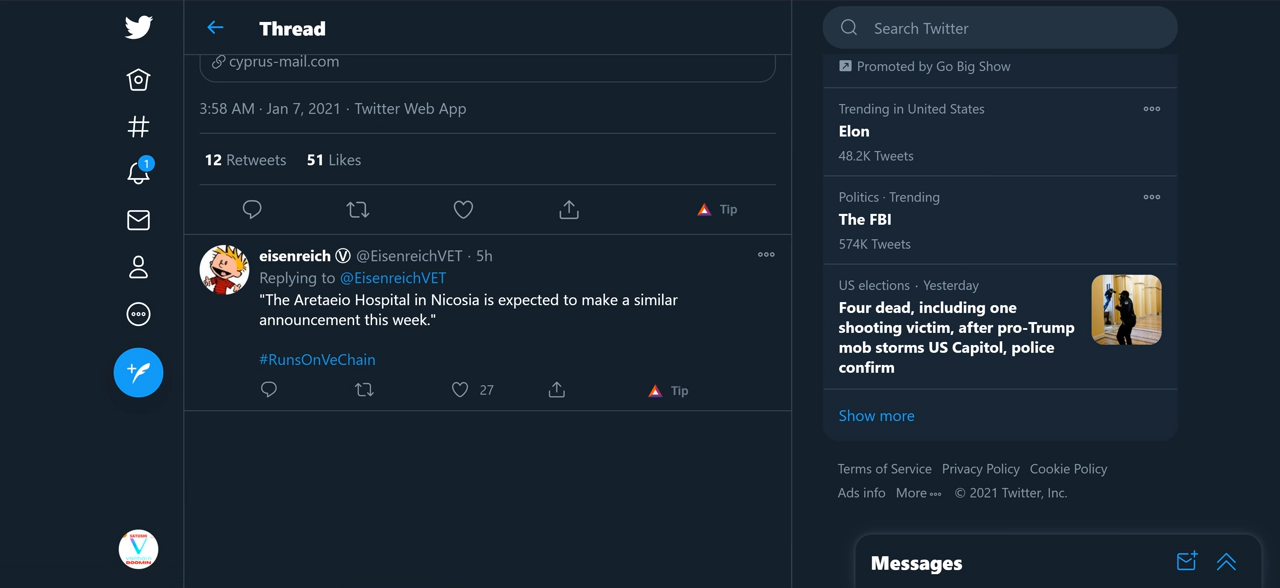 Thread
cyprus-mail.com
3:58 AM · Jan 7, 2021 · Twitter Web App
12 Retweets 51 Likes
Tip
eisenreich Ⓥ @EisenreichVET · 5h
Replying to @EisenreichVET
"The Aretaeio Hospital in Nicosia is expected to make a similar
announcement this week."
#RunsOnVeChain
27
Tip
1
Search Twitter
Promoted by Go Big Show
Trending in United States
Elon
48.2K Tweets
Politics · Trending
The FBI
574K Tweets
US elections · Yesterday
Four dead, including one
shooting victim, after pro-Trump
mob storms US Capitol, police
confirm
Show more
Terms of Service Privacy Policy Cookie Policy
Ads info More © 2021 Twitter, Inc.
Messages
SATOSHI
V
BOOMIN